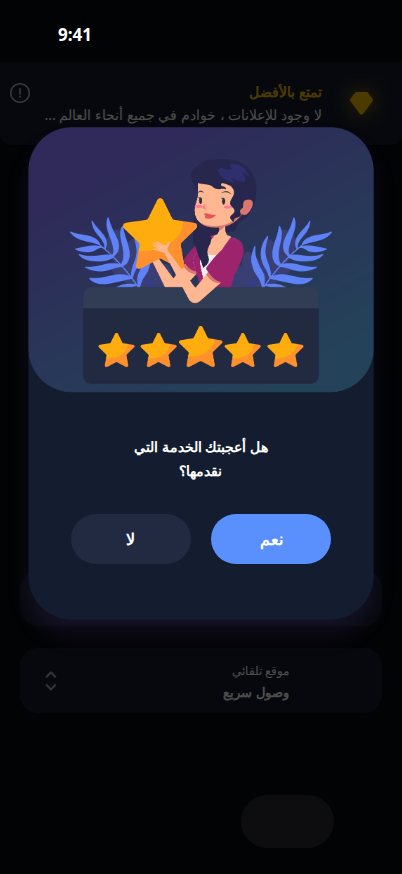 9:41
تمتع بالأفضل
لا وجود للإعلانات ، خوادم في جميع أنحاء العالم ...
هل أعجبتك الخدمة التي
نقدمها؟
نعم
لا
موقع تلقائي
وصول سريع